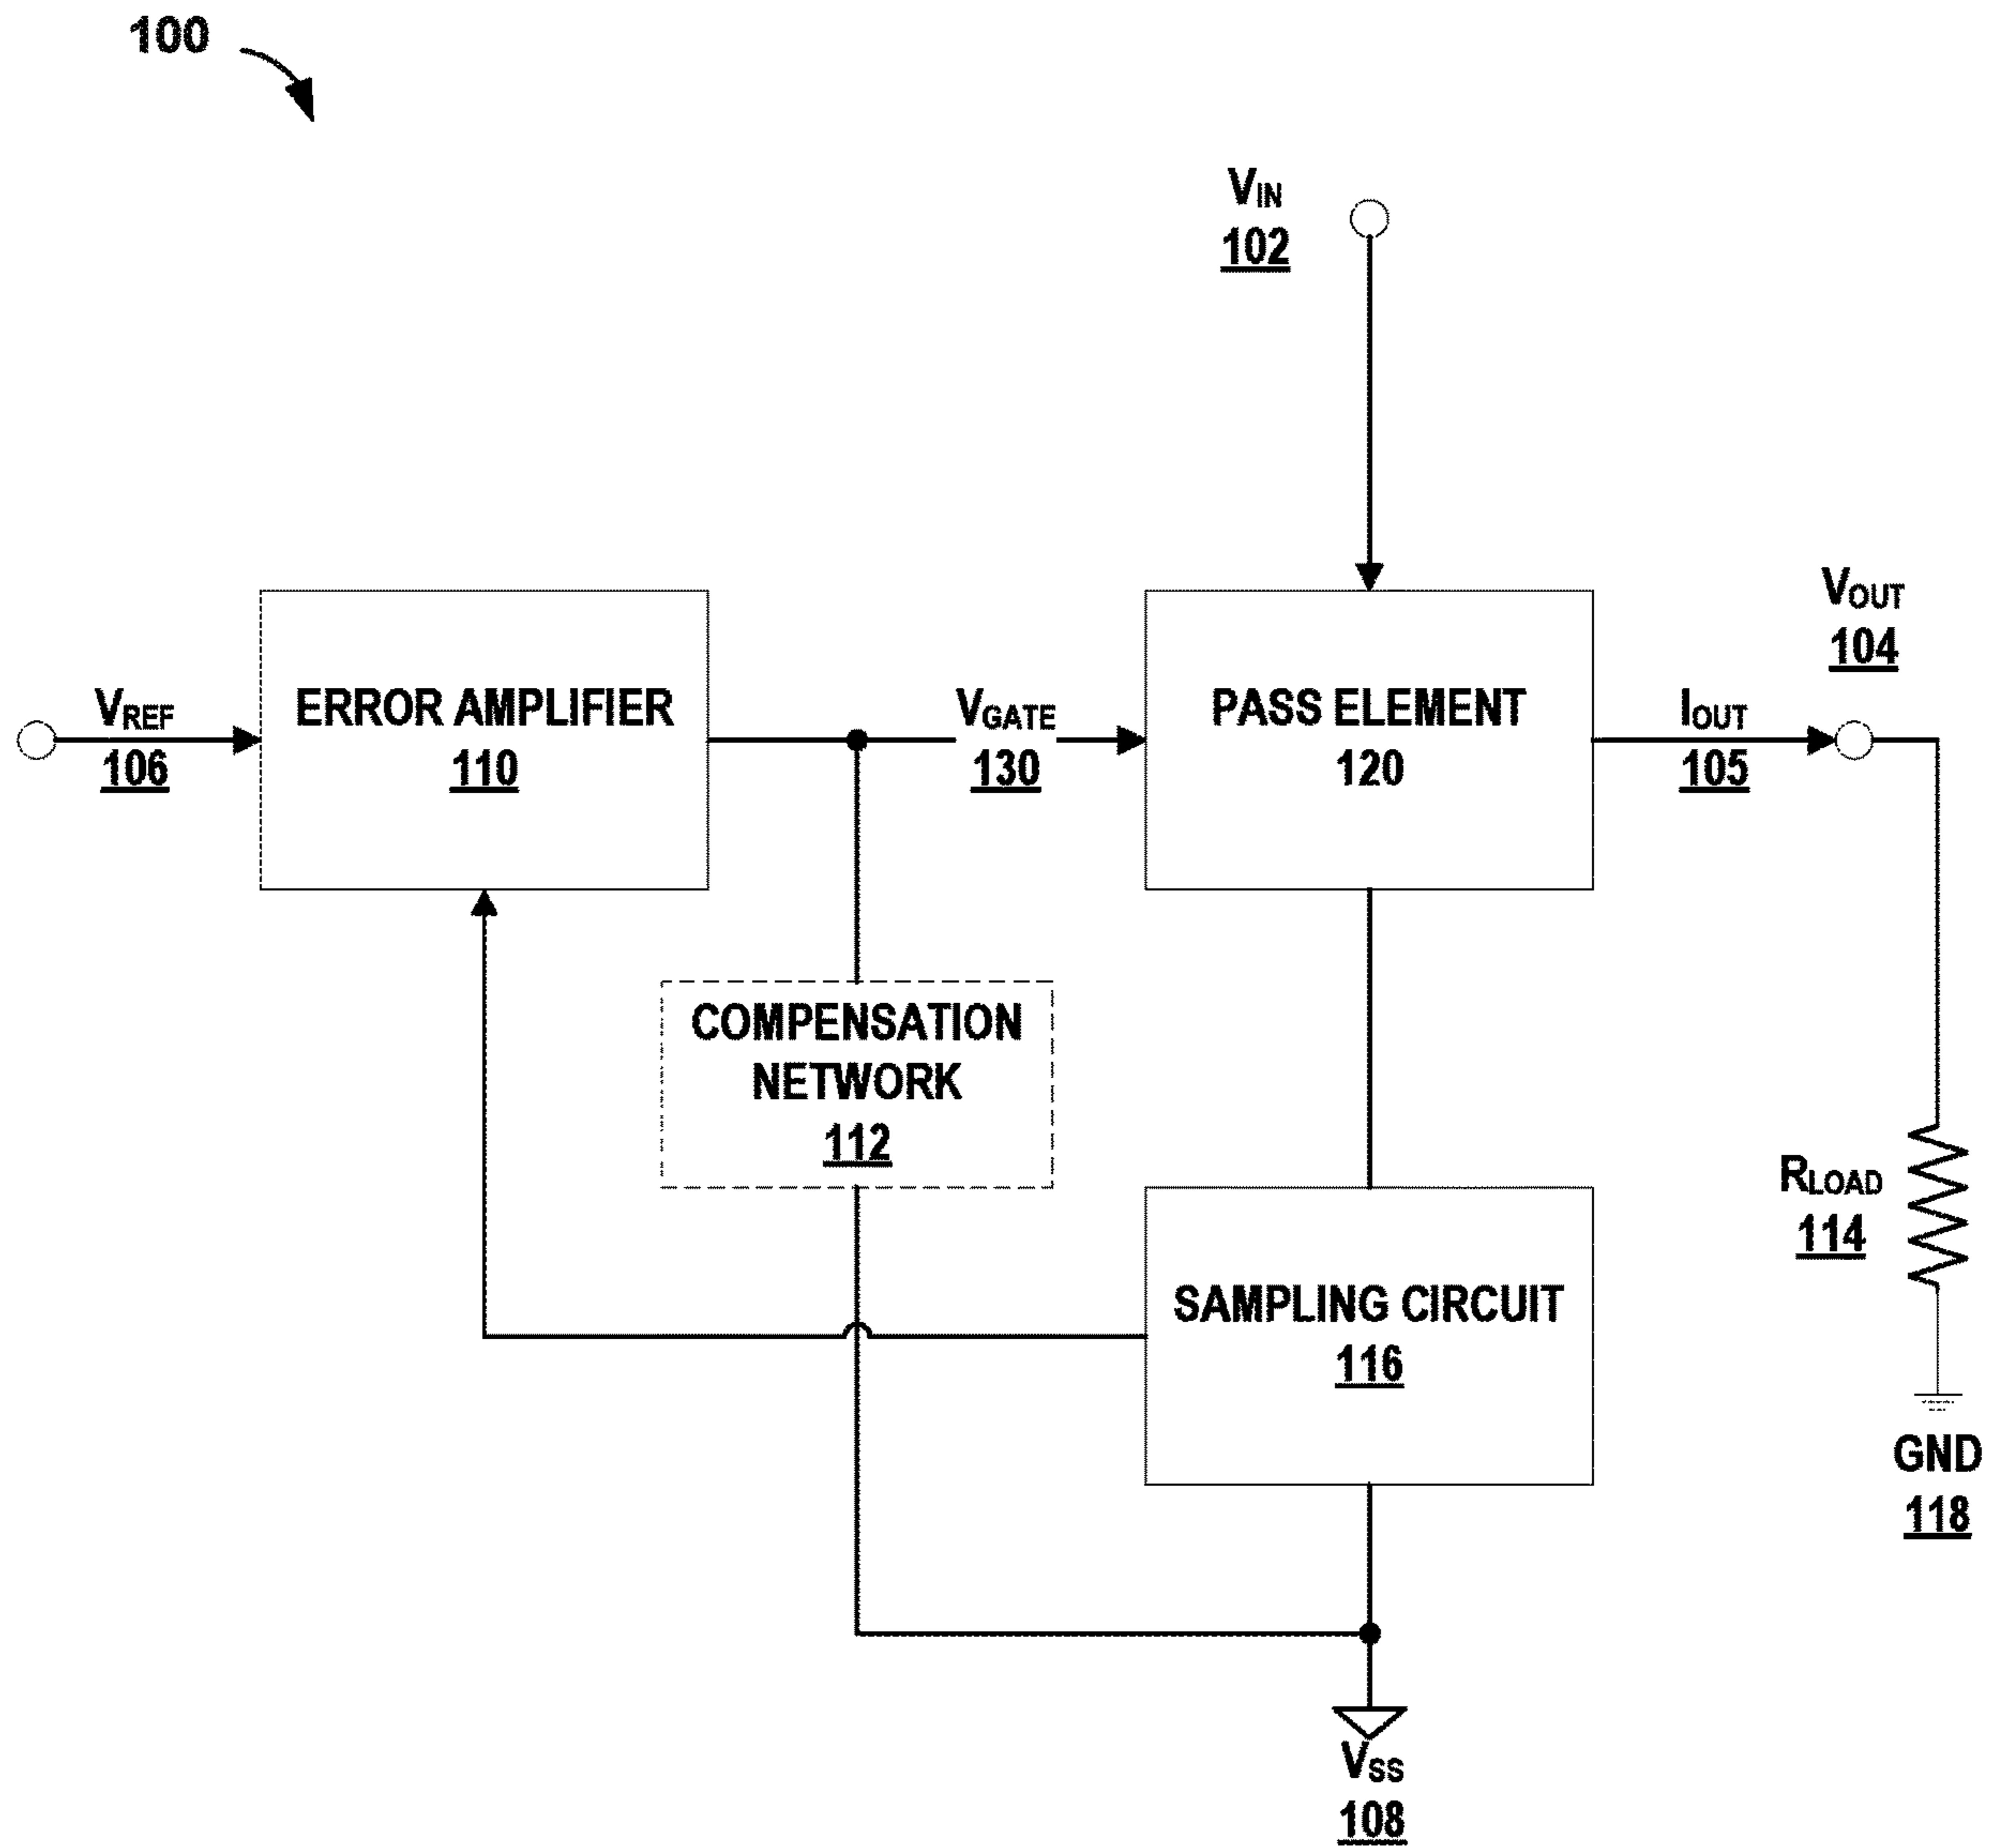 100
VIN
102
VOUT
104
VREF
106
ERROR AMPLIFIER
110
VGATE
130
PASS ELEMENT
120
IOUT
105
COMPENSATION
NETWORK
112
RLOAD
114
SAMPLING CIRCUIT
116
GND
118
VSS
108